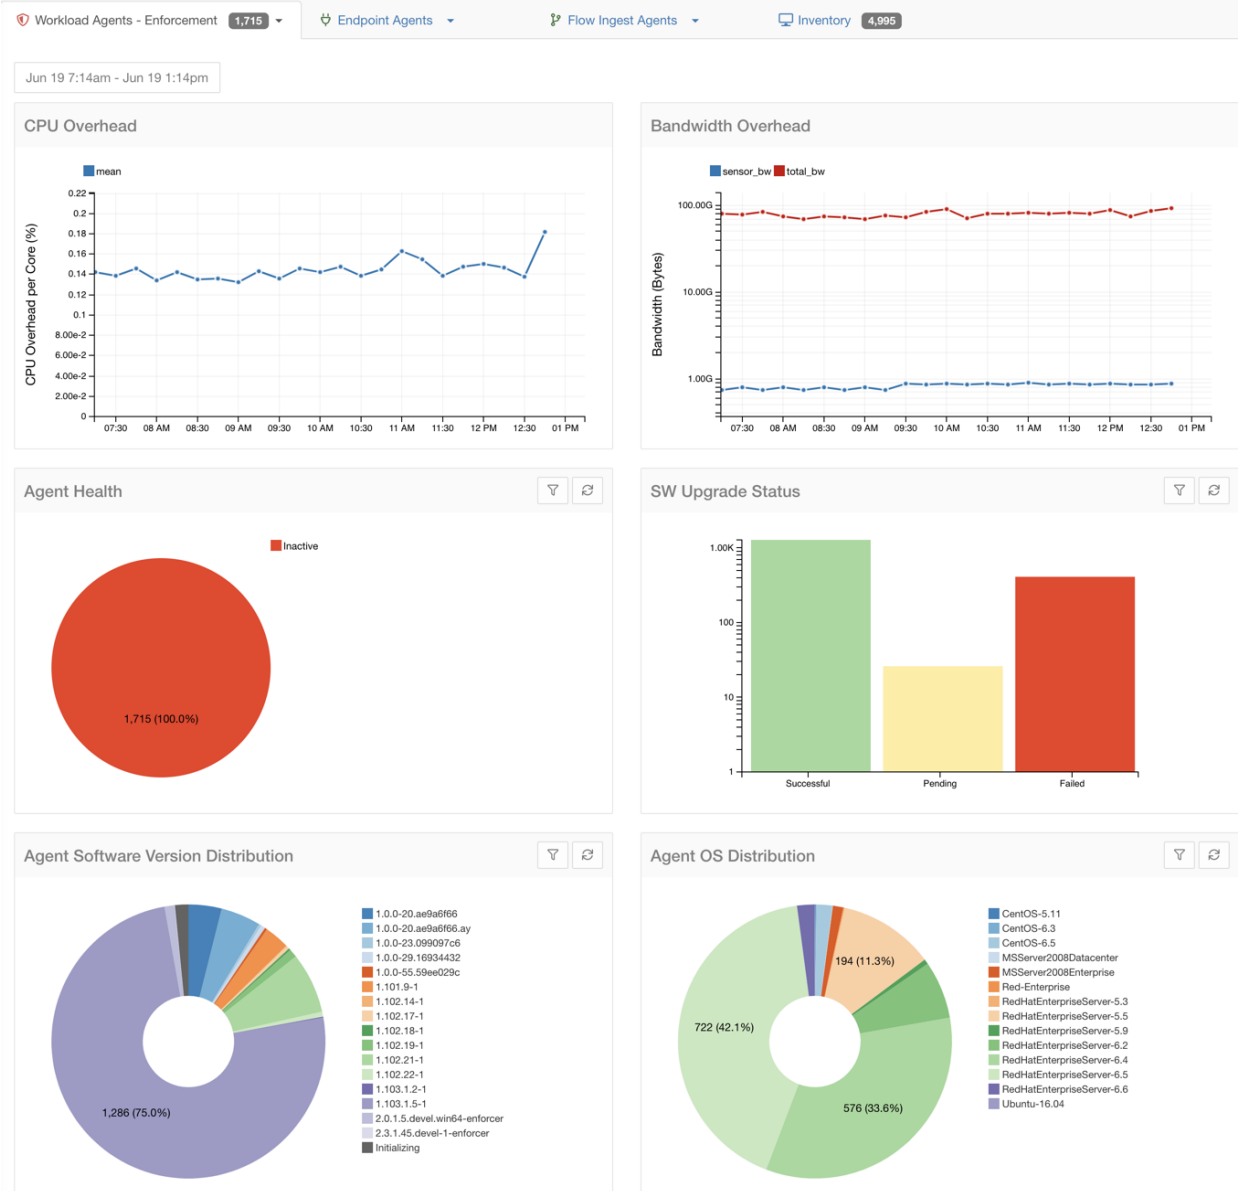 Workload Agents - Enforcement 1,715
Endpoint Agents
Flow Ingest Agents
Inventory 4,995
Jun 19 7:14am - Jun 19 1:14pm
CPU Overhead
mean
CPU Overhead per Core (%)
0.22
0.2
0.18
0.16
0.14
0.12
0.1
8.00e-2
6.00e-2
4.00e-2
2.00e-2
0
07:30 08 AM 08:30 09 AM 09:30 10 AM 10:30 11 AM 11:30 12 PM 12:30 01 PM
Bandwidth Overhead
sensor_bw total_bw
Bandwidth (Bytes)
100.00G
10.00G
1.00G
07:30 08 AM 08:30 09 AM 09:30 10 AM 10:30 11 AM 11:30 12 PM 12:30 01 PM
Agent Health
Inactive
1,715 (100.0%)
SW Upgrade Status
1.00K
100
10
1
Successful Pending Failed
Agent Software Version Distribution
1,286 (75.0%)
1.0.0-20.ae9a6f66
1.0.0-20.ae9a6f66.ay
1.0.0-23.099097c6
1.0.0-29.16934432
1.0.0-55.59ee029c
1.101.9-1
1.102.14-1
1.102.17-1
1.102.18-1
1.102.19-1
1.102.21-1
1.102.22-1
1.103.1.2-1
1.103.1.5-1
2.0.1.5.devel.win64-enforcer
2.3.1.45.devel-1-enforcer
Initializing
Agent OS Distribution
194 (11.3%)
722 (42.1%)
576 (33.6%)
CentOS-5.11
CentOS-6.3
CentOS-6.5
MSServer2008Datacenter
MSServer2008Enterprise
Red-Enterprise
RedHatEnterpriseServer-5.3
RedHatEnterpriseServer-5.5
RedHatEnterpriseServer-5.9
RedHatEnterpriseServer-6.2
RedHatEnterpriseServer-6.4
RedHatEnterpriseServer-6.5
RedHatEnterpriseServer-6.6
Ubuntu-16.04